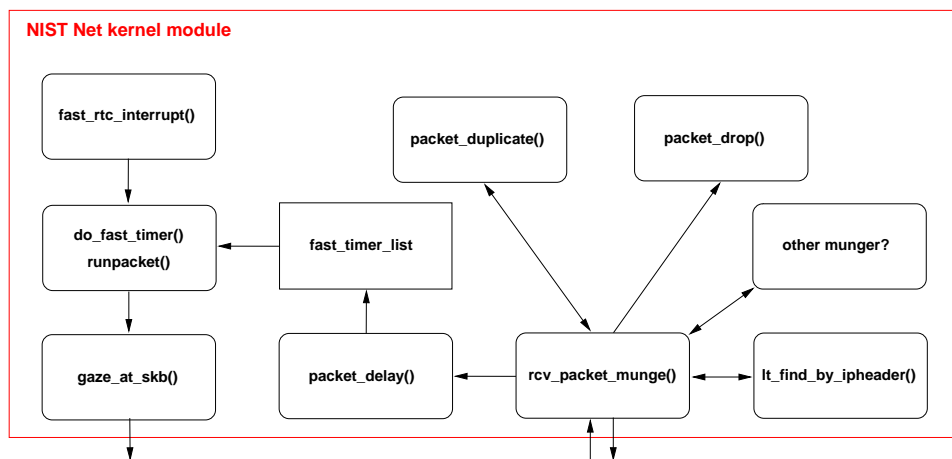 NIST Net kernel module
fast_rtc_interrupt()
packet_duplicate()
packet_drop()
do_fast_timer()
runpacket()
fast_timer_list
other munger?
gaze_at_skb()
packet_delay()
rcv_packet_munge()
lt_find_by_ipheader()